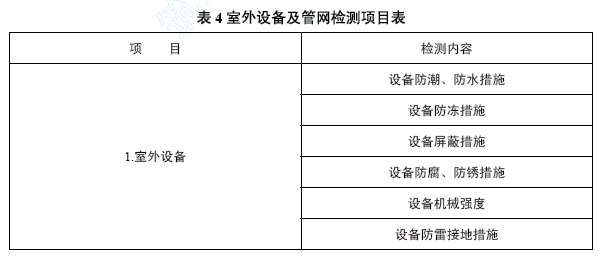 表 4 室外设备及管网检测项目表
项 目 检测内容
设备防潮、防水措施
设备防冻措施
设备屏蔽措施
1.室外设备
设备防腐、防锈措施
设备机械强度
设备防雷接地措施